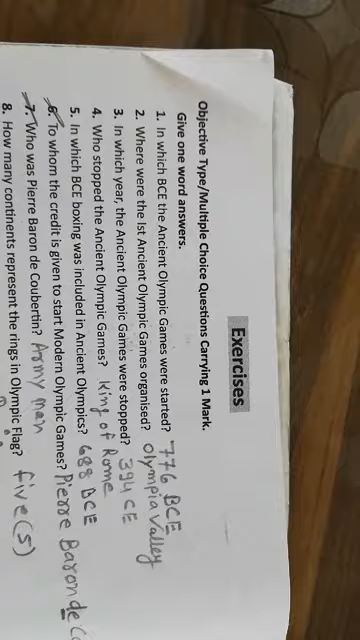 Exercises
Objective Type/Multiple Choice Questions Carrying 1 Mark.
Give one word answers.
1. In which BCE the Ancient Olympic Games were started? 776 BCE
2. Where were the Ist Ancient Olympic Games organised? Olympia Valley
3. In which year, the Ancient Olympic Games were stopped? 394 CE
4. Who stopped the Ancient Olympic Games? King of Rome
5. In which BCE boxing was included in Ancient Olympics? 688 BCE
6. To whom the credit is given to start Modern Olympic Games? Pierre Baron de
7. Who was Pierre Baron de Coubertin? Army man
8. How many continents represent the rings in Olympic Flag? five(5)